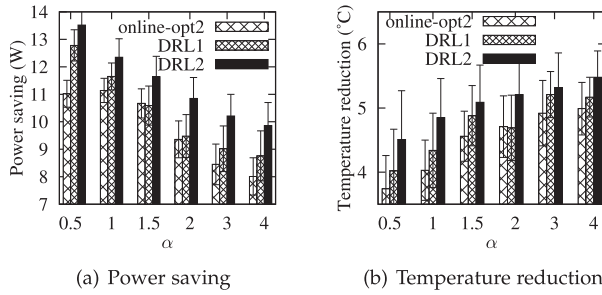 Power saving (W)
14
13
12
11
10
9
8
7
online-opt2
DRL1
DRL2
0.5 1 1.5 2 3 4
α
(a) Power saving
Temperature reduction (°C)
6
5
4
online-opt2
DRL1
DRL2
0.5 1 1.5 2 3 4
α
(b) Temperature reduction